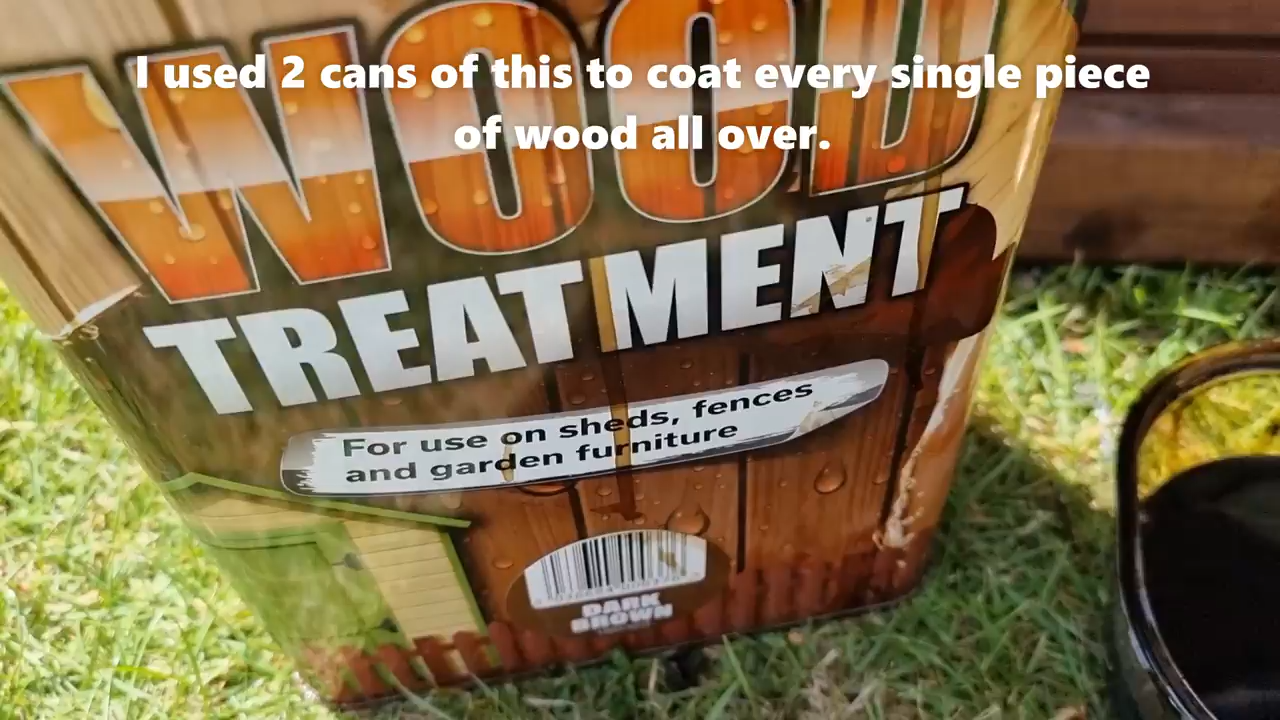 I used 2 cans of this to coat every single piece
of wood all over.
WOOD
TREATMENT
For use on sheds, fences
and garden furniture
DARK
BROWN